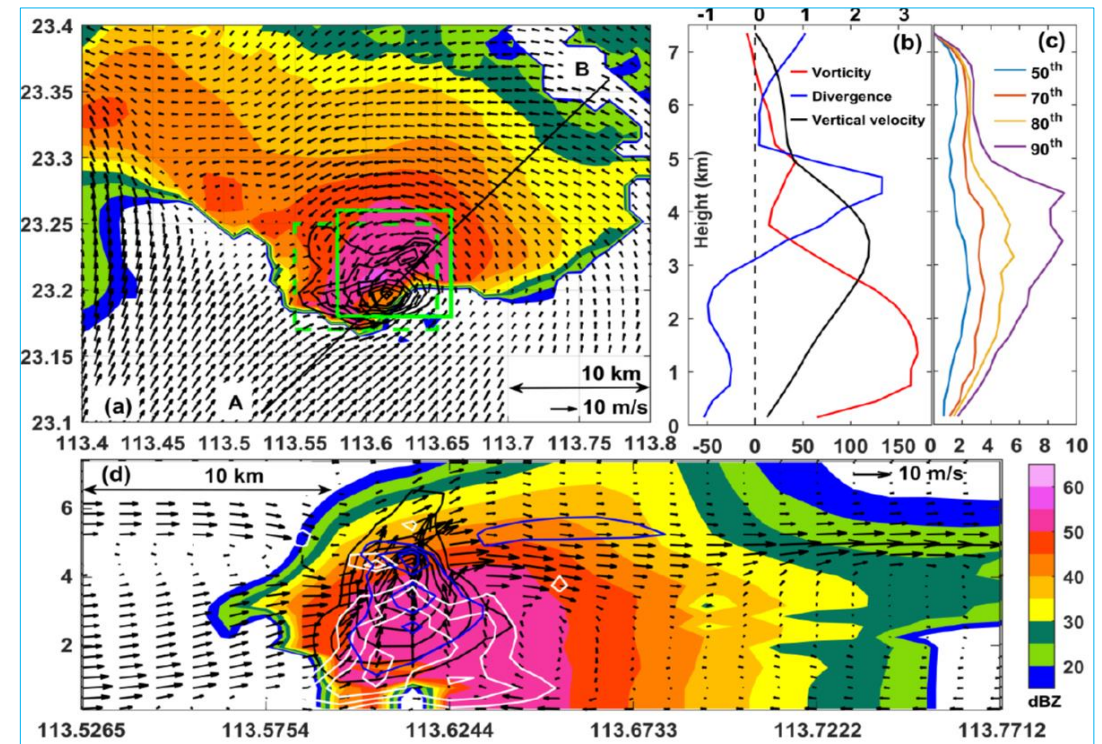 23.4
23.35
23.3
23.25
23.2
23.15
23.1
B
A
(a)
10 km
10 m/s
113.4 113.45 113.5 113.55 113.6 113.65 113.7 113.75 113.8
-1 0 1 2 3
(b)
Vorticity
Divergence
Vertical velocity
Height (km)
7
6
5
4
3
2
1
0
-50 0 50 100 150
(c)
50th
70th
80th
90th
0 2 4 6 8 10
(d)
10 km
10 m/s
6
4
2
113.5265 113.5754 113.6244 113.6733 113.7222 113.7712
60
50
40
30
20
dBZ